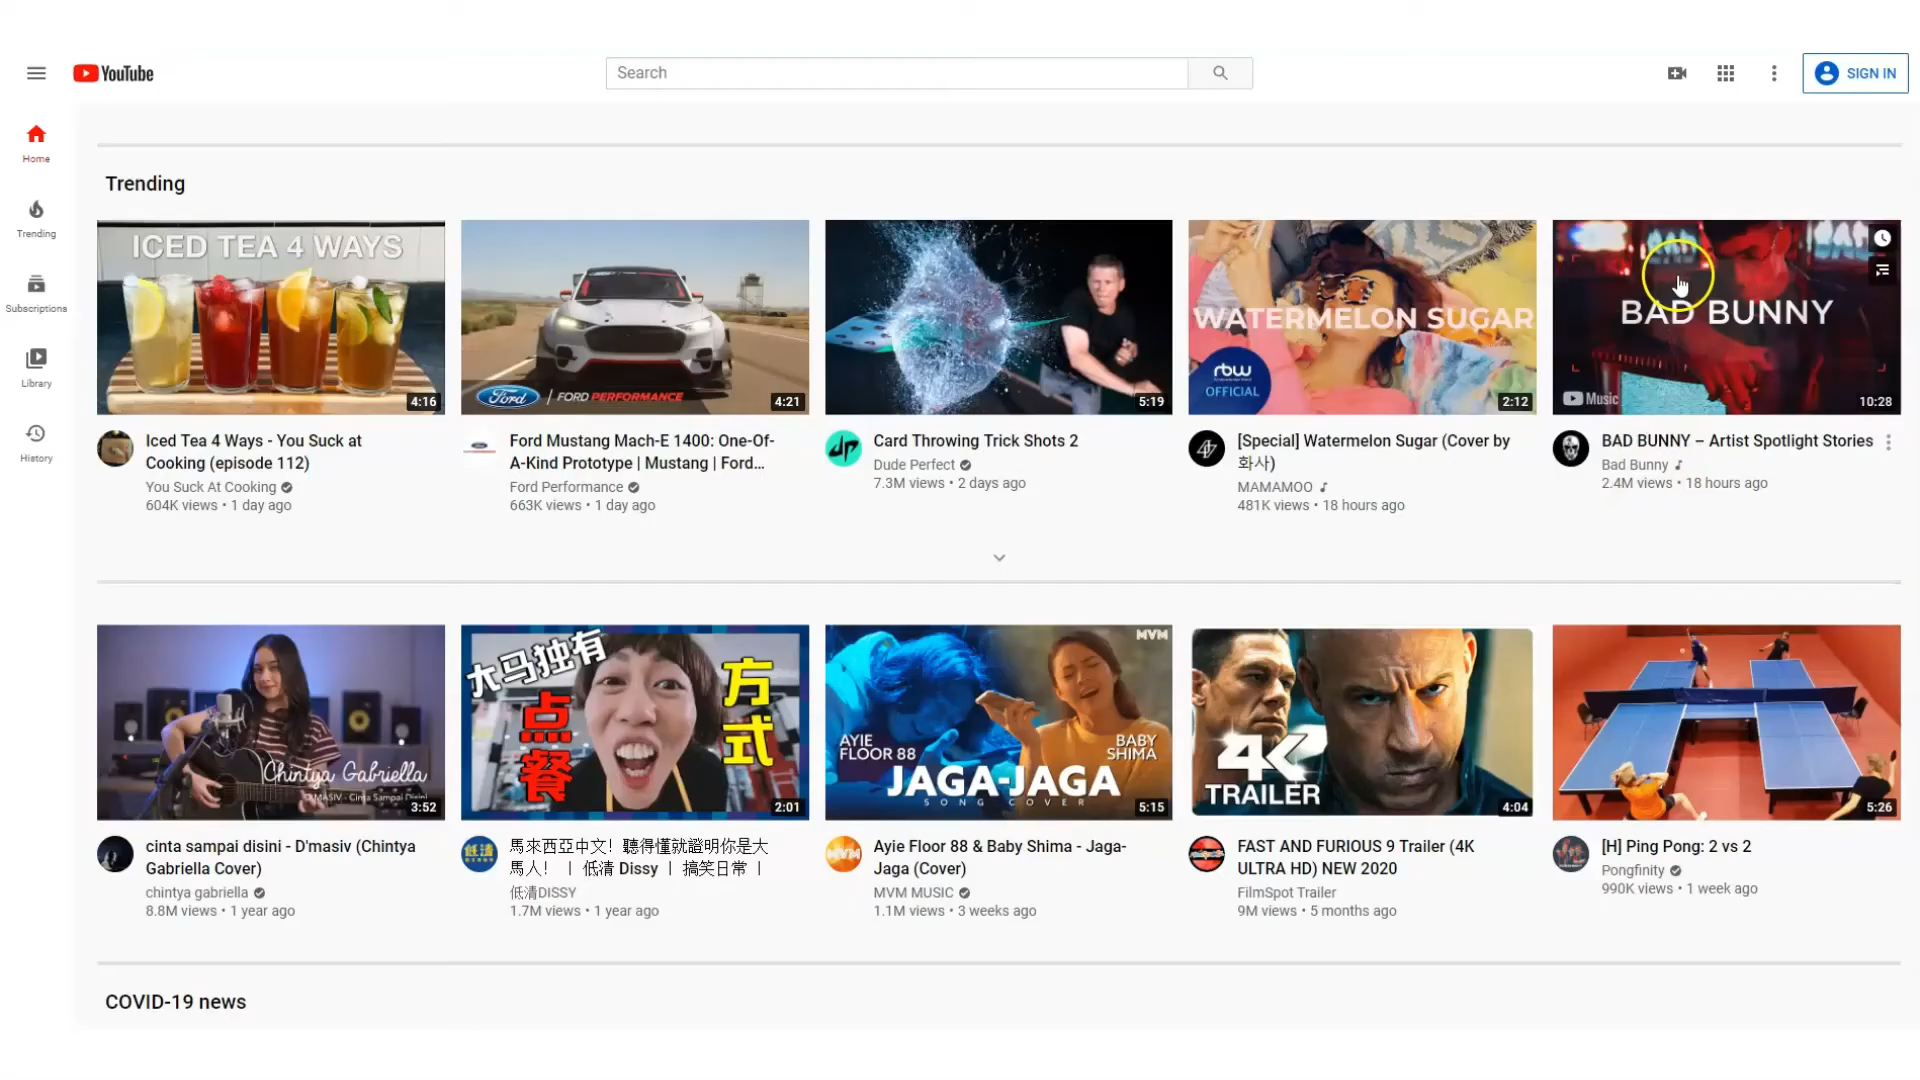 YouTube
Search
SIGN IN
Home
Trending
Subscriptions
Library
History
Trending
ICED TEA 4 WAYS
4:16
Ford / FORD PERFORMANCE
4:21
5:19
WATERMELON SUGAR
rbw
OFFICIAL
2:12
BAD BUNNY
Music
10:28
Iced Tea 4 Ways - You Suck at
Cooking (episode 112)
You Suck At Cooking
604K views • 1 day ago
Ford Mustang Mach-E 1400: One-Of-
A-Kind Prototype | Mustang | Ford...
Ford Performance
663K views • 1 day ago
Card Throwing Trick Shots 2
Dude Perfect
7.3M views • 2 days ago
[Special] Watermelon Sugar (Cover by
화사)
MAMAMOO
481K views • 18 hours ago
BAD BUNNY – Artist Spotlight Stories
Bad Bunny
2.4M views • 18 hours ago
Chintya Gabriella
D'MASIV - Cinta Sampai Disini
3:52
大马独有
点餐
方式
2:01
MVM
AYIE
FLOOR 88
BABY
SHIMA
JAGA-JAGA
SONG COVER
5:15
4K
TRAILER
4:04
5:26
cinta sampai disini - D'masiv (Chintya
Gabriella Cover)
chintya gabriella
8.8M views • 1 year ago
低清
馬來西亞中文！聽得懂就證明你是大
馬人！ | 低清 Dissy | 搞笑日常 |
低清DISSY
1.7M views • 1 year ago
MVM
Ayie Floor 88 & Baby Shima - Jaga-
Jaga (Cover)
MVM MUSIC
1.1M views • 3 weeks ago
FAST AND FURIOUS 9 Trailer (4K
ULTRA HD) NEW 2020
FilmSpot Trailer
9M views • 5 months ago
[H] Ping Pong: 2 vs 2
Pongfinity
990K views • 1 week ago
COVID-19 news